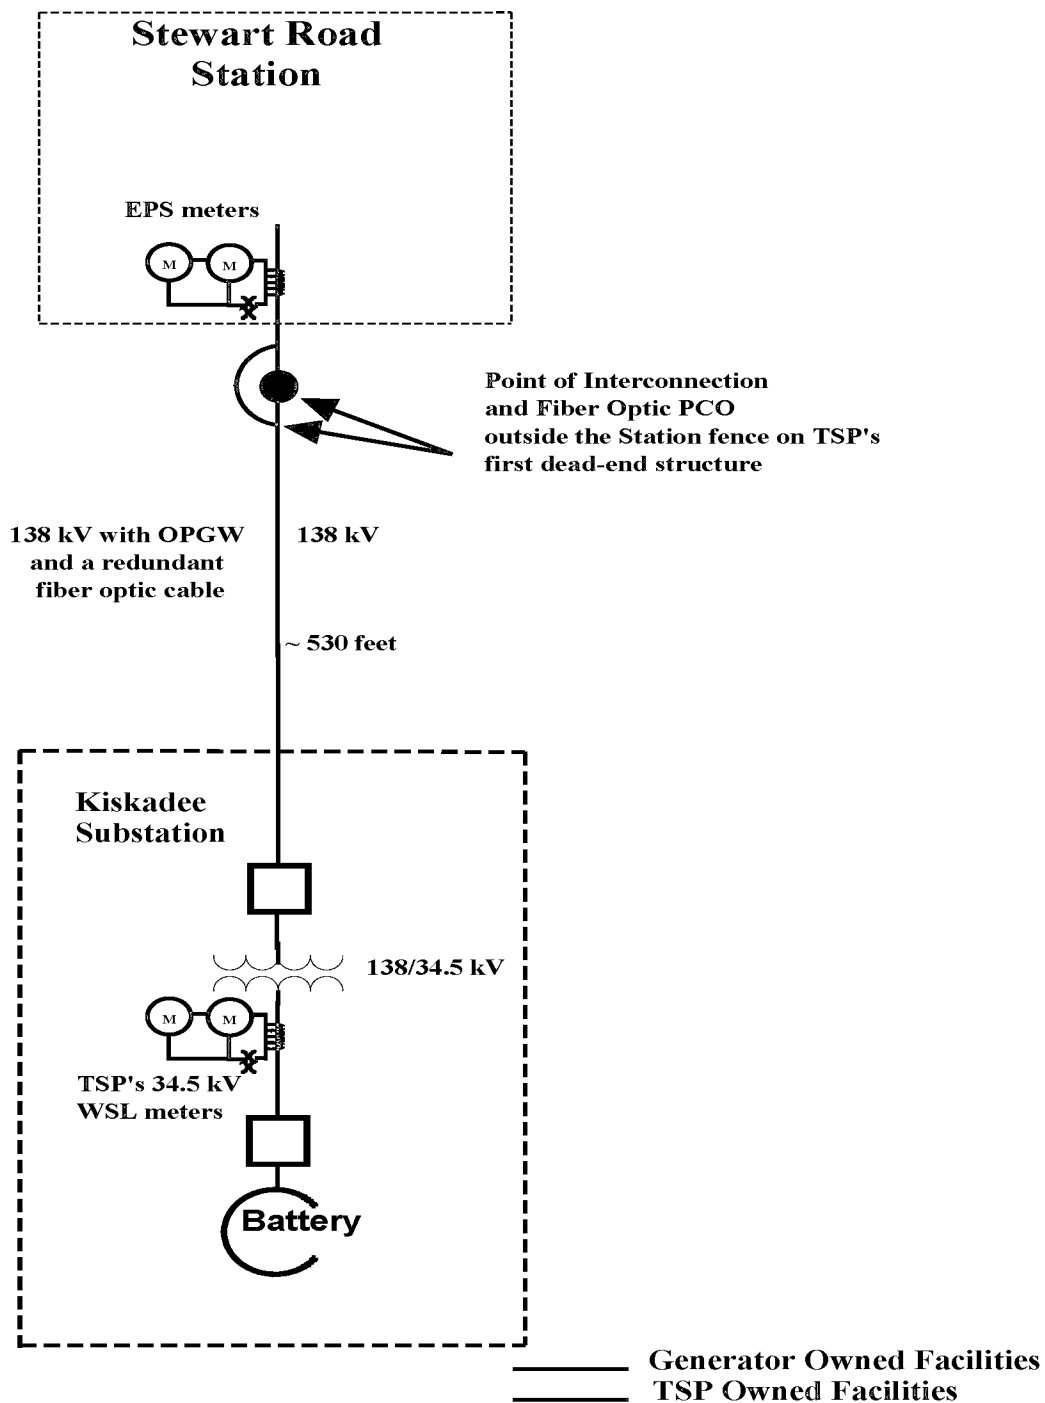 Stewart Road
Station
EPS meters
M M
Point of Interconnection
and Fiber Optic PCO
outside the Station fence on TSP's
first dead-end structure
138 kV with OPGW
and a redundant
fiber optic cable
138 kV
~ 530 feet
Kiskadee
Substation
138/34.5 kV
M M
TSP's 34.5 kV
WSL meters
Battery
Generator Owned Facilities
TSP Owned Facilities